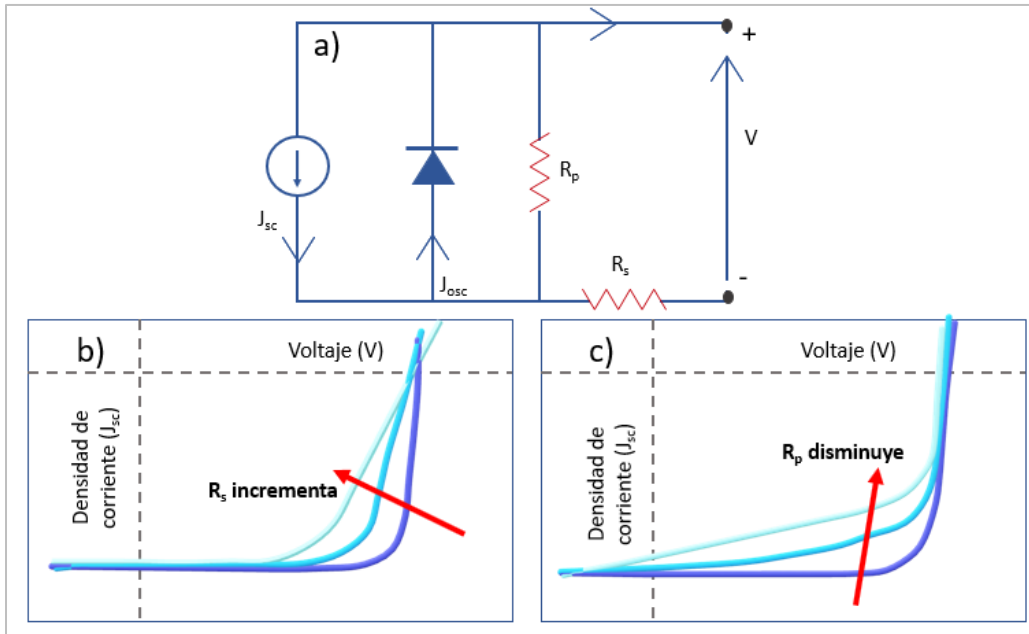 a)
+
V
R_p
J_sc
J_osc
R_s
-
b)
Voltaje (V)
Densidad de
corriente (J_sc)
R_s incrementa
c)
Voltaje (V)
Densidad de
corriente (J_sc)
R_p disminuye